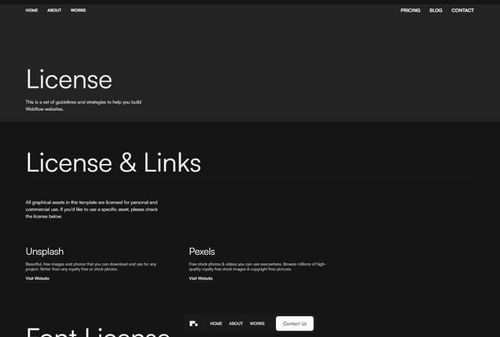 HOME ABOUT WORKS PRICING BLOG CONTACT
License
This is a set of guidelines and strategies to help you build
Webflow websites.
License & Links
All graphical assets in this template are licensed for personal and
commercial use. If you'd like to use a specific asset, please check
the license below.
Unsplash
Beautiful, free images and photos that you can download and use for any
project. Better than any royalty free or stock photos.
Visit Website
Pexels
Free stock photos & videos you can use everywhere. Browse millions of high-
quality royalty free stock images & copyright free pictures.
Visit Website
Font License
HOME ABOUT WORKS Contact Us